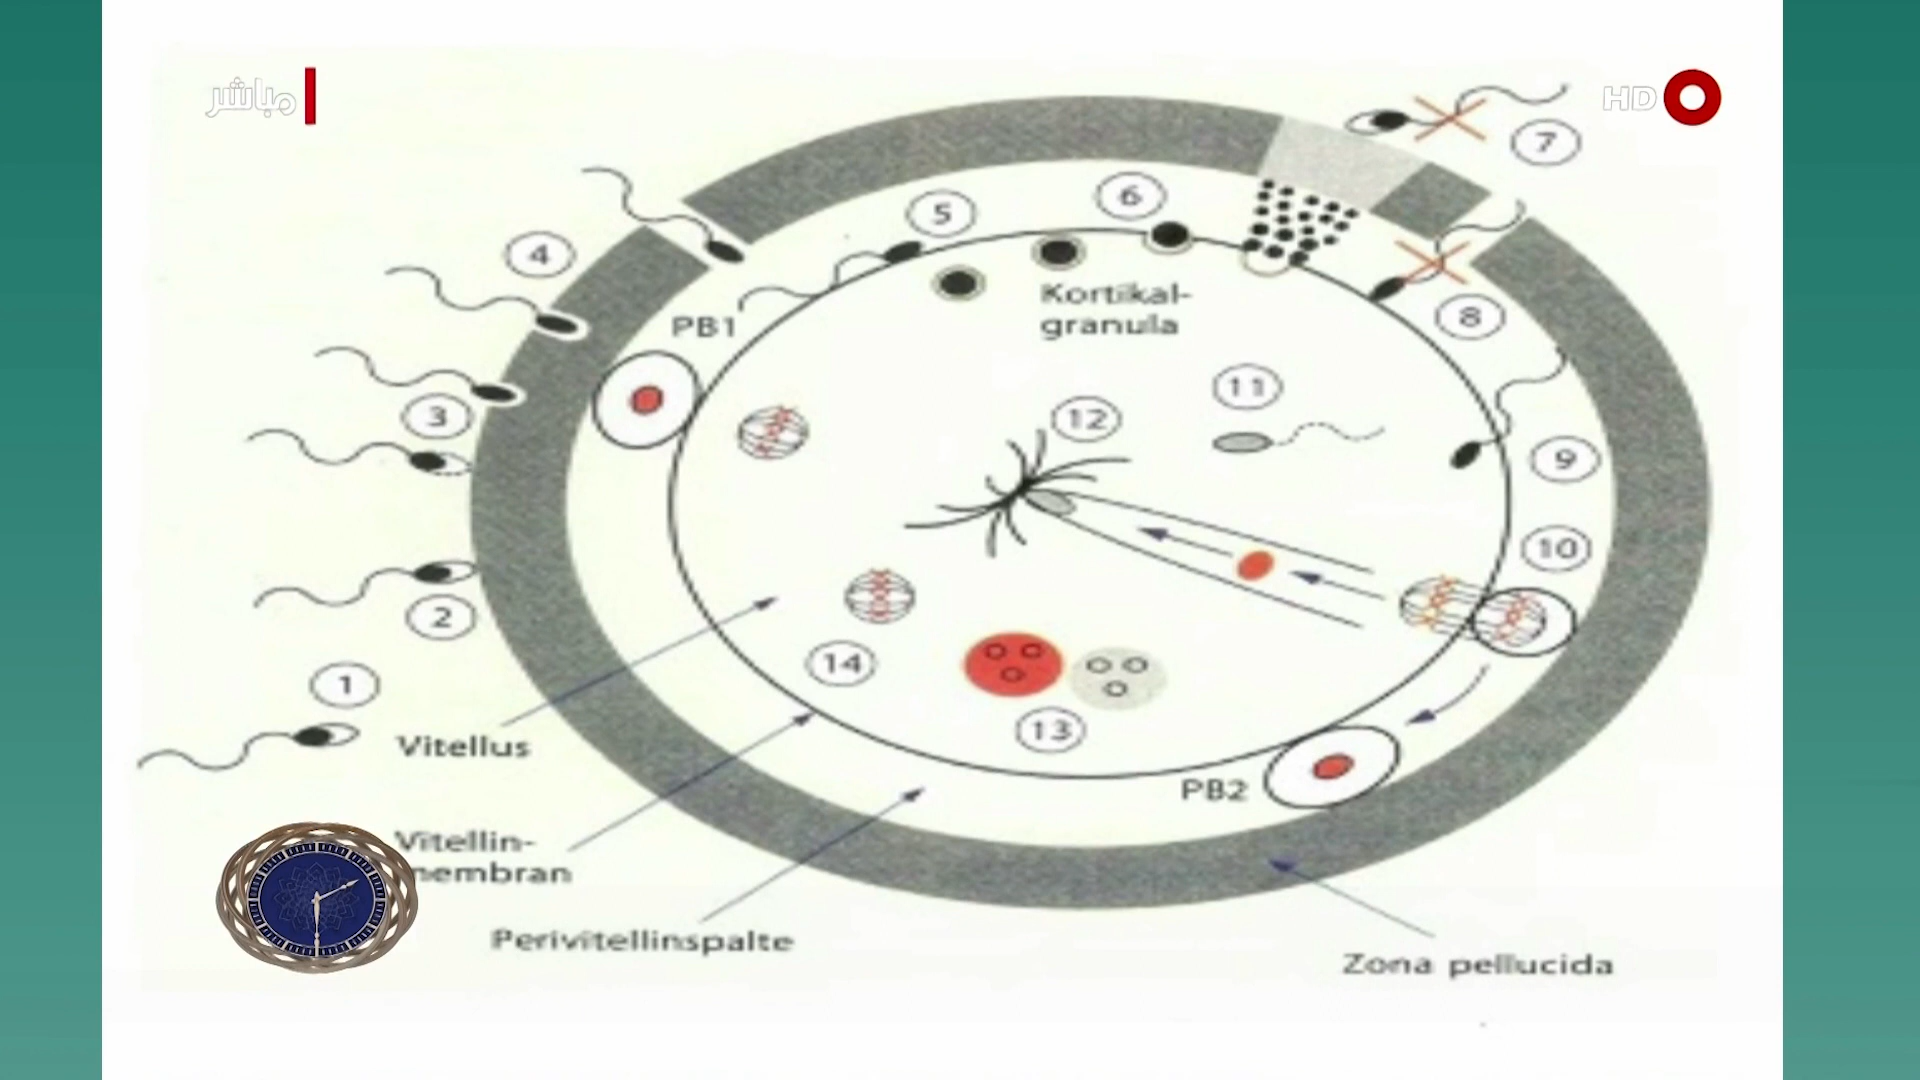 مباشر
HD
7
6
5
4
Kortikal-
granula
8
PB1
11
12
3
9
10
2
14
1
13
Vitellus
PB2
Vitellin-
membran
Perivitellinspalte
Zona pellucida